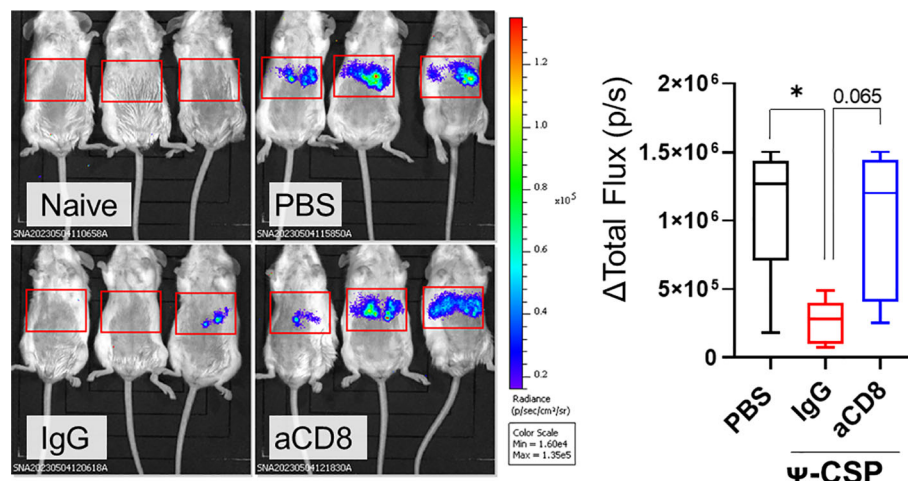 Naive
SNA20230504110658A
PBS
SNA20230504115850A
IgG
SNA20230504120618A
aCD8
SNA20230504121830A
1.2
1.0
0.8
x10⁵
0.6
0.4
0.2
Radiance
(p/sec/cm²/sr)
Color Scale
Min = 1.60e4
Max = 1.35e5
ΔTotal Flux (p/s)
2×10⁶
1.5×10⁶
1×10⁶
5×10⁵
0
*
0.065
PBS
IgG
aCD8
Ψ-CSP